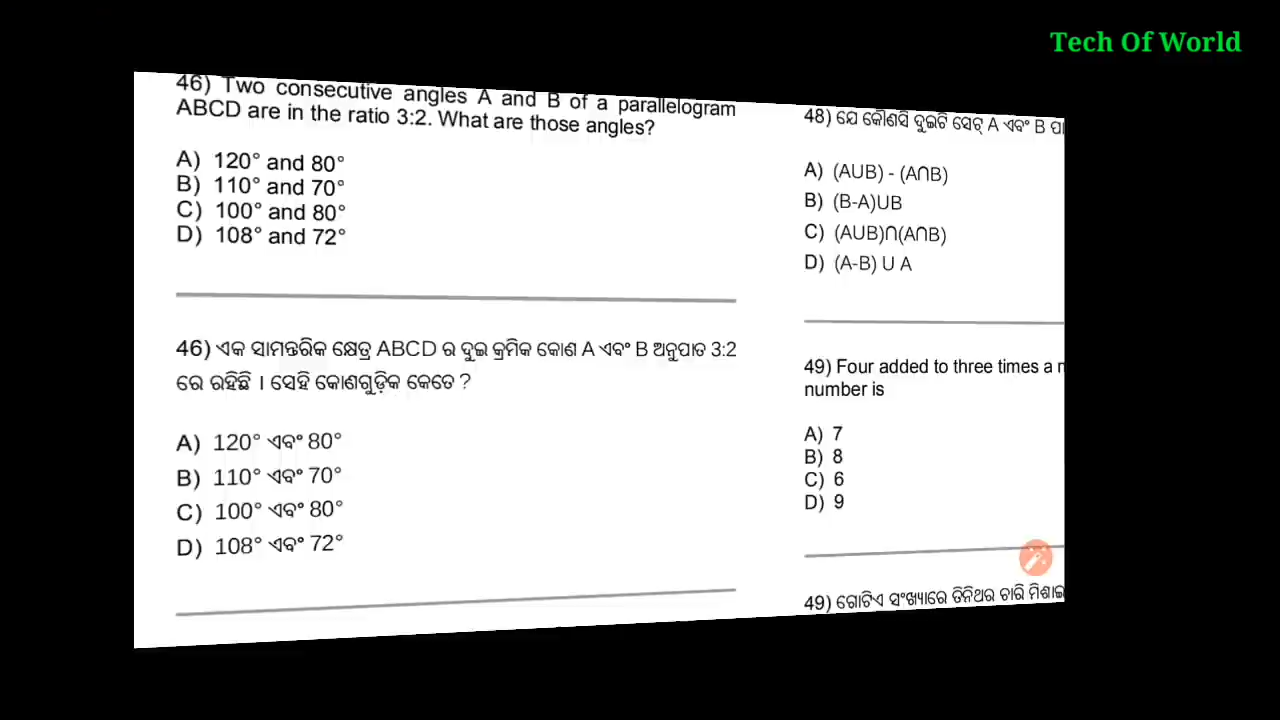 Tech Of World
46) Two consecutive angles A and B of a parallelogram
ABCD are in the ratio 3:2. What are those angles?
A) 120° and 80°
B) 110° and 70°
C) 100° and 80°
D) 108° and 72°
46) ଏକ ସାମନ୍ତରିକ କ୍ଷେତ୍ର ABCD ର ଦୁଇ କ୍ରମିକ କୋଣ A ଏବଂ B ଅନୁପାତ 3:2
ରେ ରହିଛି । ସେହି କୋଣଗୁଡ଼ିକ କେତେ ?
A) 120° ଏବଂ 80°
B) 110° ଏବଂ 70°
C) 100° ଏବଂ 80°
D) 108° ଏବଂ 72°
48) ଯେ କୌଣସି ଦୁଇଟି ସେଟ୍ A ଏବଂ B
A) (AUB) - (A∩B)
B) (B-A)UB
C) (AUB)∩(A∩B)
D) (A-B) U A
49) Four added to three times a
number is
A) 7
B) 8
C) 6
D) 9
49) ଗୋଟିଏ ସଂଖ୍ୟାରେ ତିନିଥର ଚାରି